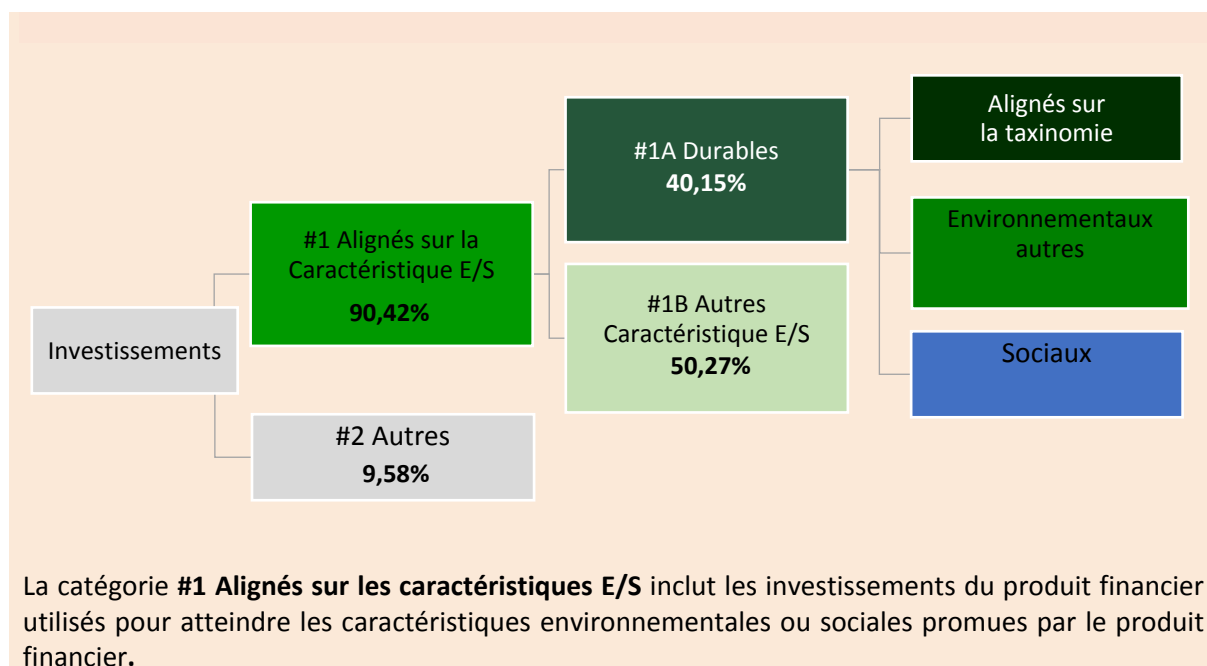 Investissements
#1 Alignés sur la
Caractéristique E/S
90,42%
#2 Autres
9,58%
#1A Durables
40,15%
#1B Autres
Caractéristique E/S
50,27%
Alignés sur
la taxinomie
Environnementaux
autres
Sociaux
La catégorie #1 Alignés sur les caractéristiques E/S inclut les investissements du produit financier
utilisés pour atteindre les caractéristiques environnementales ou sociales promues par le produit
financier.